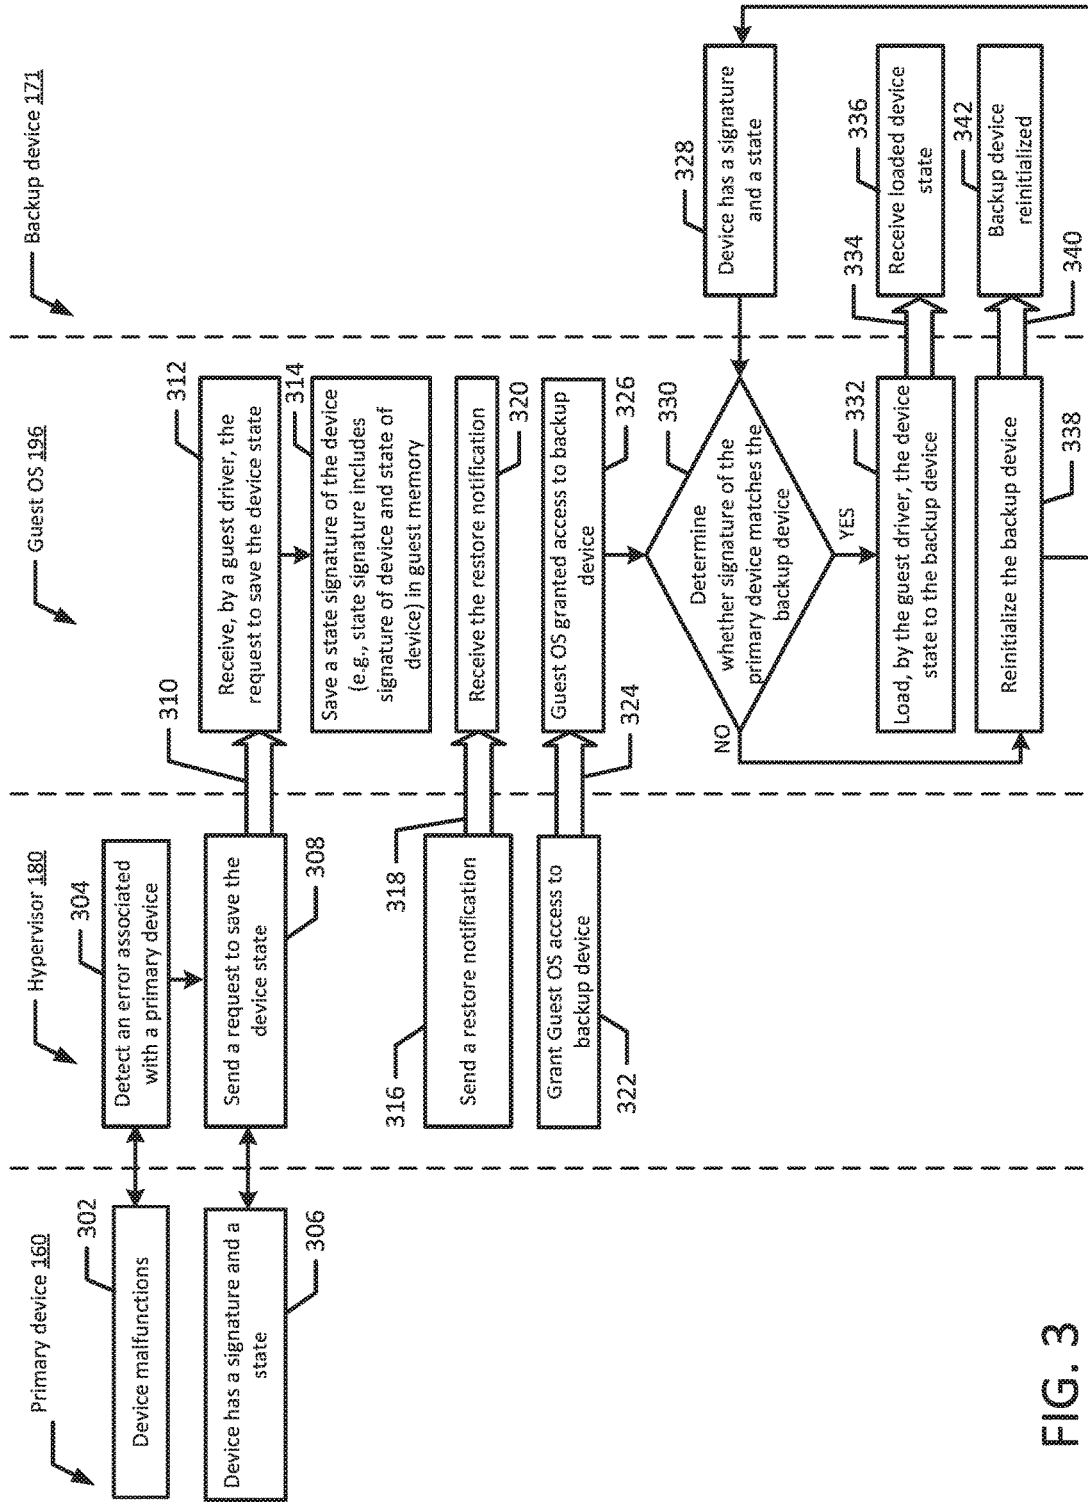 Primary device 160
Hypervisor 180
Guest OS 196
Backup device 171
302
Device malfunctions
304
Detect an error associated
with a primary device
306
Device has a signature and a
state
308
Send a request to save the
device state
310
312
Receive, by a guest driver, the
request to save the device state
314
Save a state signature of the device
(e.g., state signature includes
signature of device and state of
device) in guest memory
316
Send a restore notification
318
320
Receive the restore notification
322
Grant Guest OS access to
backup device
324
326
Guest OS granted access to backup
device
328
Device has a signature
and a state
330
Determine
whether signature of the
primary device matches the
backup device
NO
YES
332
Load, by the guest driver, the device
state to the backup device
334
336
Receive loaded device
state
338
Reinitialize the backup device
340
342
Backup device
reinitialized
FIG. 3